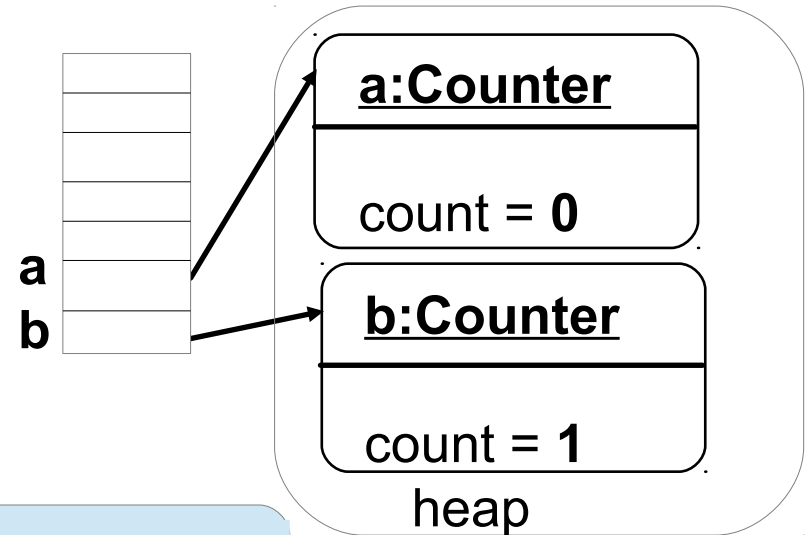 a:Counter
count = 0
a
b
b:Counter
count = 1
heap